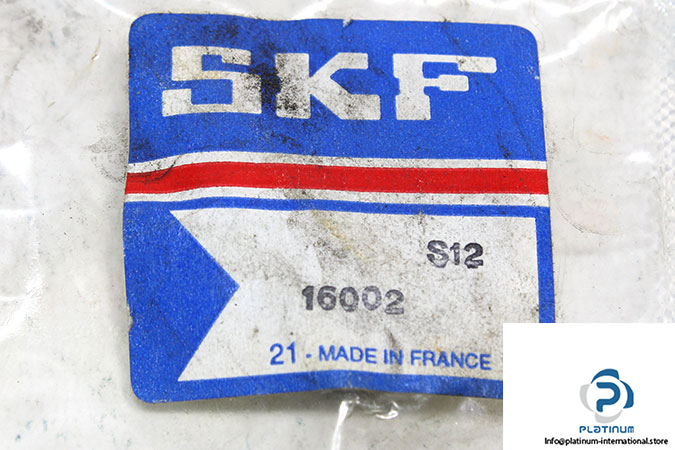 SKF
S12
16002
21 - MADE IN FRANCE
PLATINUM
Info@platinum-international.store